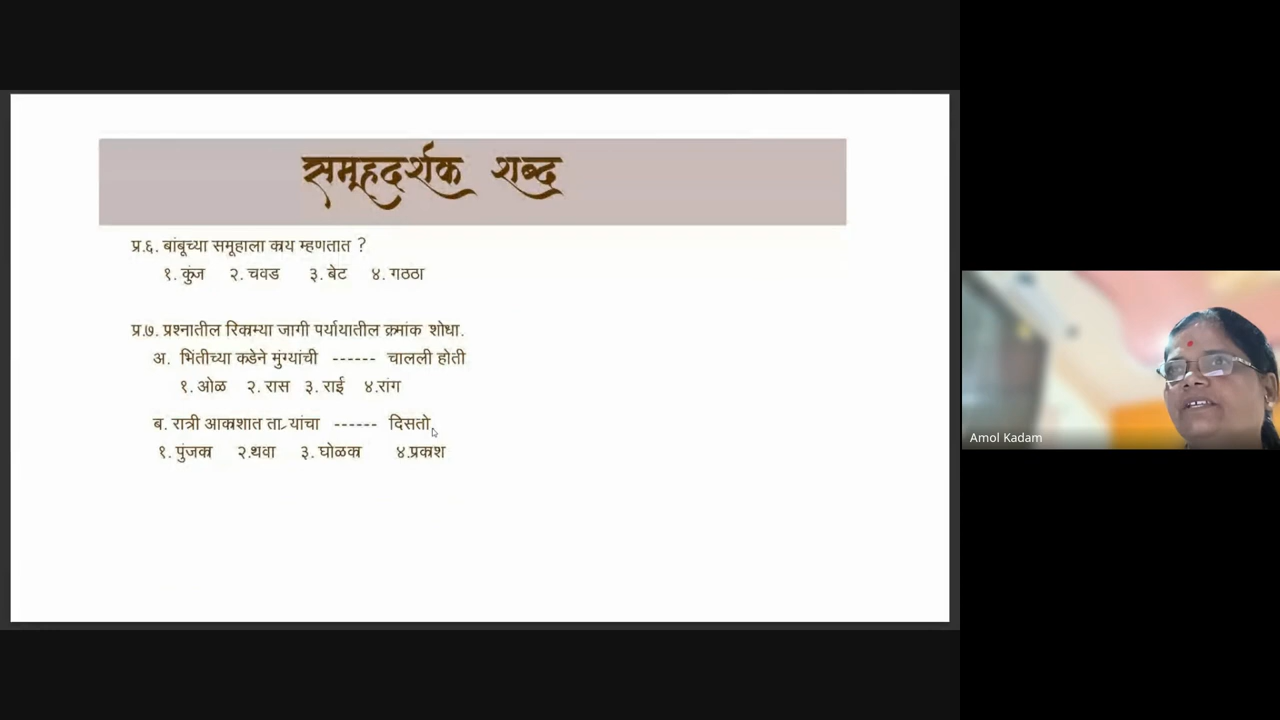 समूहदर्शक शब्द
प्र.६. बांबूच्या समूहाला काय म्हणतात ?
१. कुंज २. चवड ३. बेट ४. गठठा
प्र.७. प्रश्नातील रिकाम्या जागी पर्यायातील क्रमांक शोधा.
अ. भिंतीच्या कडेने मुंग्यांची ------ चालली होती
१. ओळ २. रास ३. राई ४.रांग
ब. रात्री आकाशात ताऱ्यांचा ------ दिसतो.
१. पुंजका २.थवा ३. घोळका ४.प्रकाश
Amol Kadam